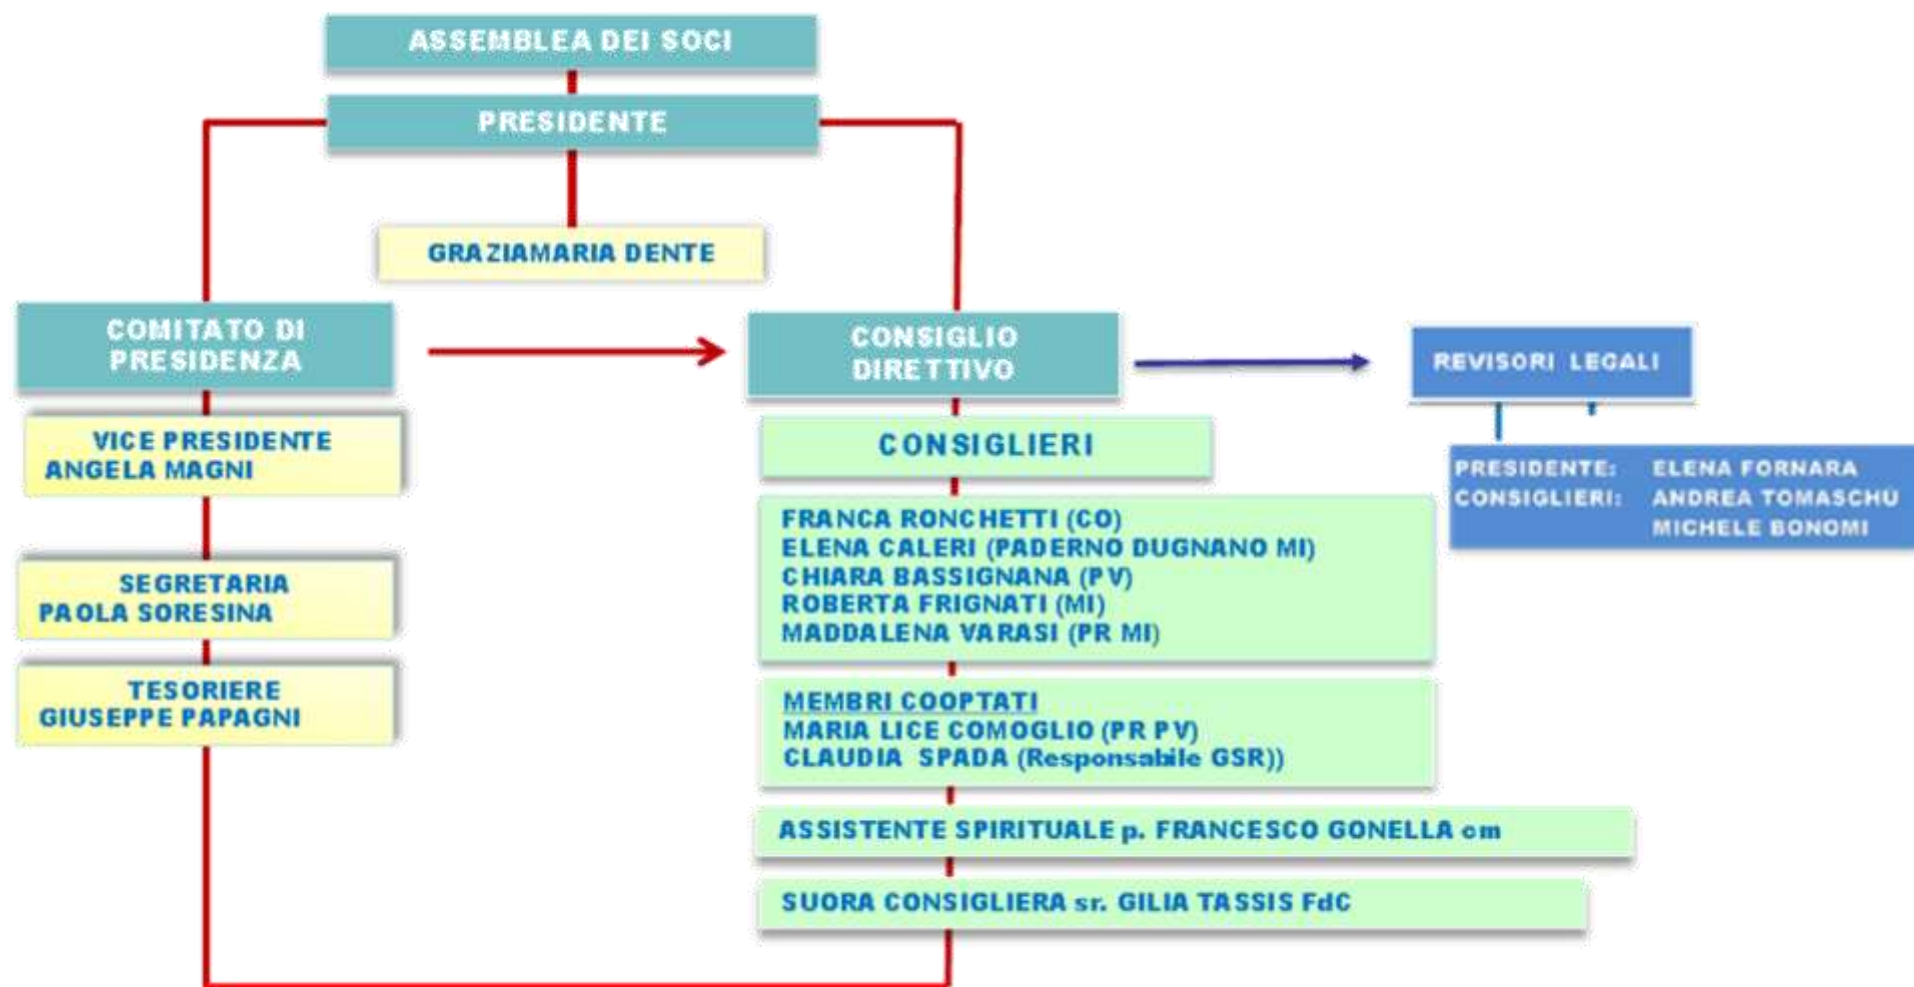 ASSEMBLEA DEI SOCI
PRESIDENTE
GRAZIAMARIA DENTE
COMITATO DI
PRESIDENZA
VICE PRESIDENTE
ANGELA MAGNI
SEGRETARIA
PAOLA SORESINA
TESORIERE
GIUSEPPE PAPAGNI
CONSIGLIO
DIRETTIVO
CONSIGLIERI
FRANCA RONCHETTI (CO)
ELENA CALERI (PADERNO DUGNANO MI)
CHIARA BASSIGNANA (PV)
ROBERTA FRIGNATI (MI)
MADDALENA VARASI (PR MI)
MEMBRI COOPTATI
MARIA LICE COMOGLIO (PR PV)
CLAUDIA SPADA (Responsabile GSR))
ASSISTENTE SPIRITUALE p. FRANCESCO GONELLA cm
SUORA CONSIGLIERA sr. GILIA TASSIS FdC
REVISORI LEGALI
PRESIDENTE: ELENA FORNARA
CONSIGLIERI: ANDREA TOMASCHÙ
MICHELE BONOMI